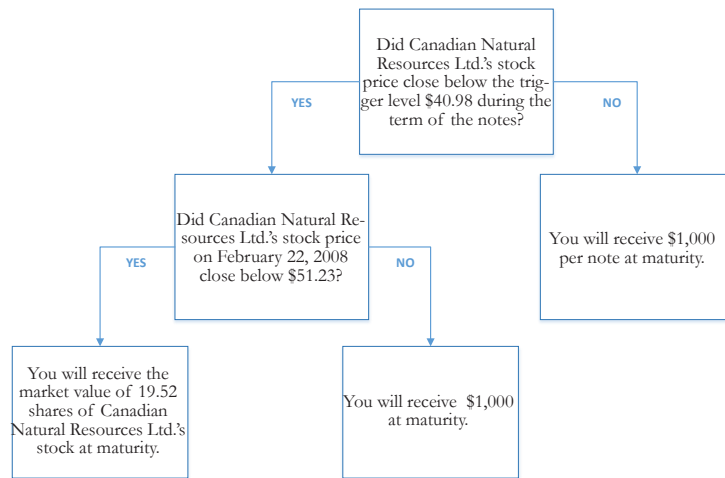 Did Canadian Natural
Resources Ltd.'s stock
price close below the trig-
ger level $40.98 during the
term of the notes?
YES
NO
Did Canadian Natural Re-
sources Ltd.'s stock price
on February 22, 2008
close below $51.23?
You will receive $1,000
per note at maturity.
YES
NO
You will receive the
market value of 19.52
shares of Canadian
Natural Resources Ltd.'s
stock at maturity.
You will receive $1,000
at maturity.